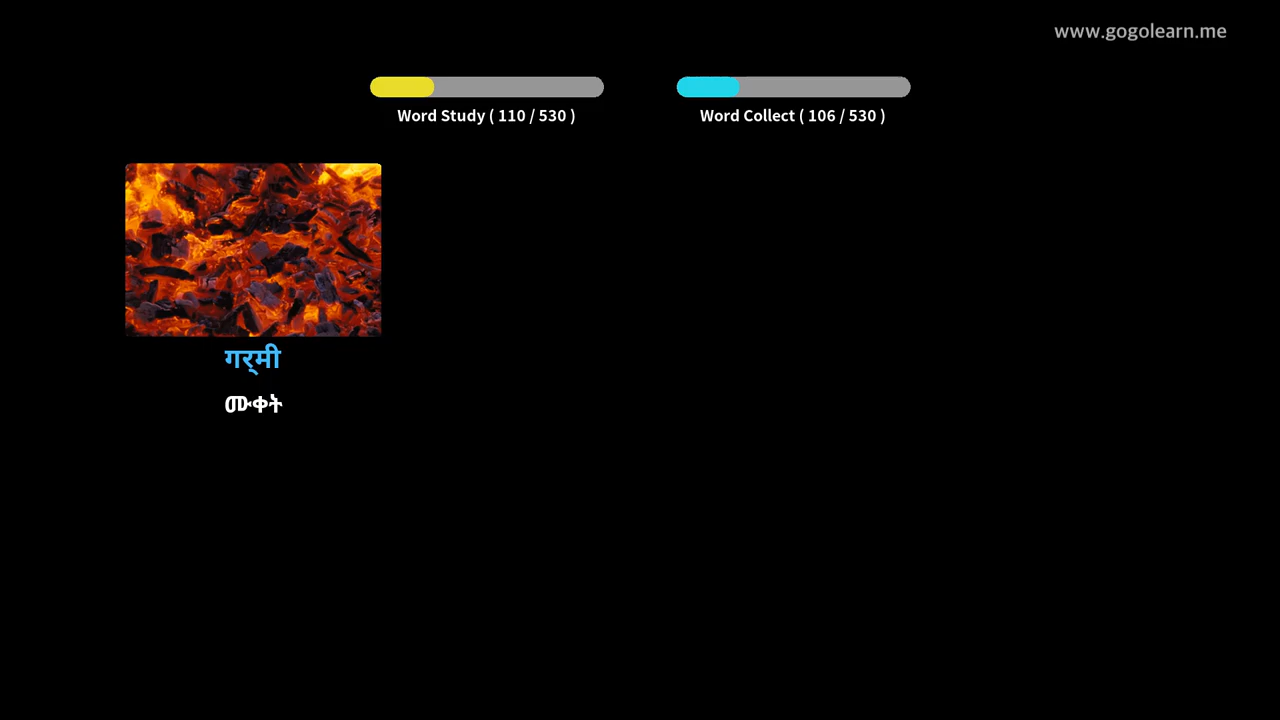 www.gogolearn.me
Word Study ( 110 / 530 )
Word Collect ( 106 / 530 )
गर्‌मी
ሙቀት